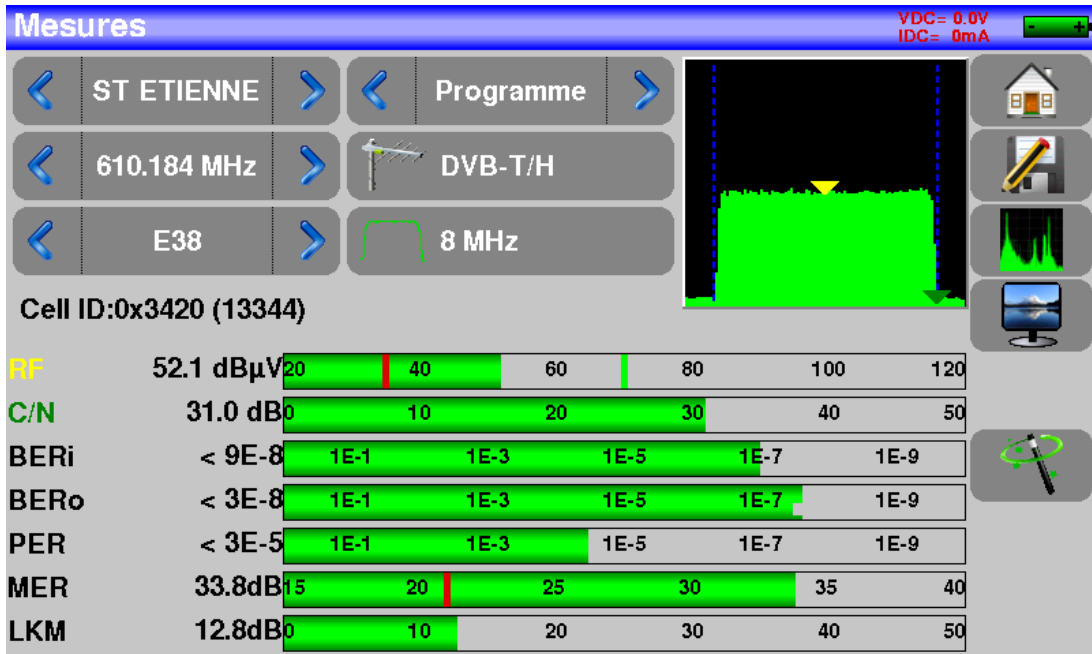 Mesures
VDC= 0.0V
IDC= 0mA
- +
ST ETIENNE
Programme
610.184 MHz
DVB-T/H
E38
8 MHz
Cell ID:0x3420 (13344)
RF 52.1 dBµV 20 40 60 80 100 120
C/N 31.0 dB 0 10 20 30 40 50
BERi < 9E-8 1E-1 1E-3 1E-5 1E-7 1E-9
BERo < 3E-8 1E-1 1E-3 1E-5 1E-7 1E-9
PER < 3E-5 1E-1 1E-3 1E-5 1E-7 1E-9
MER 33.8dB 15 20 25 30 35 40
LKM 12.8dB 0 10 20 30 40 50